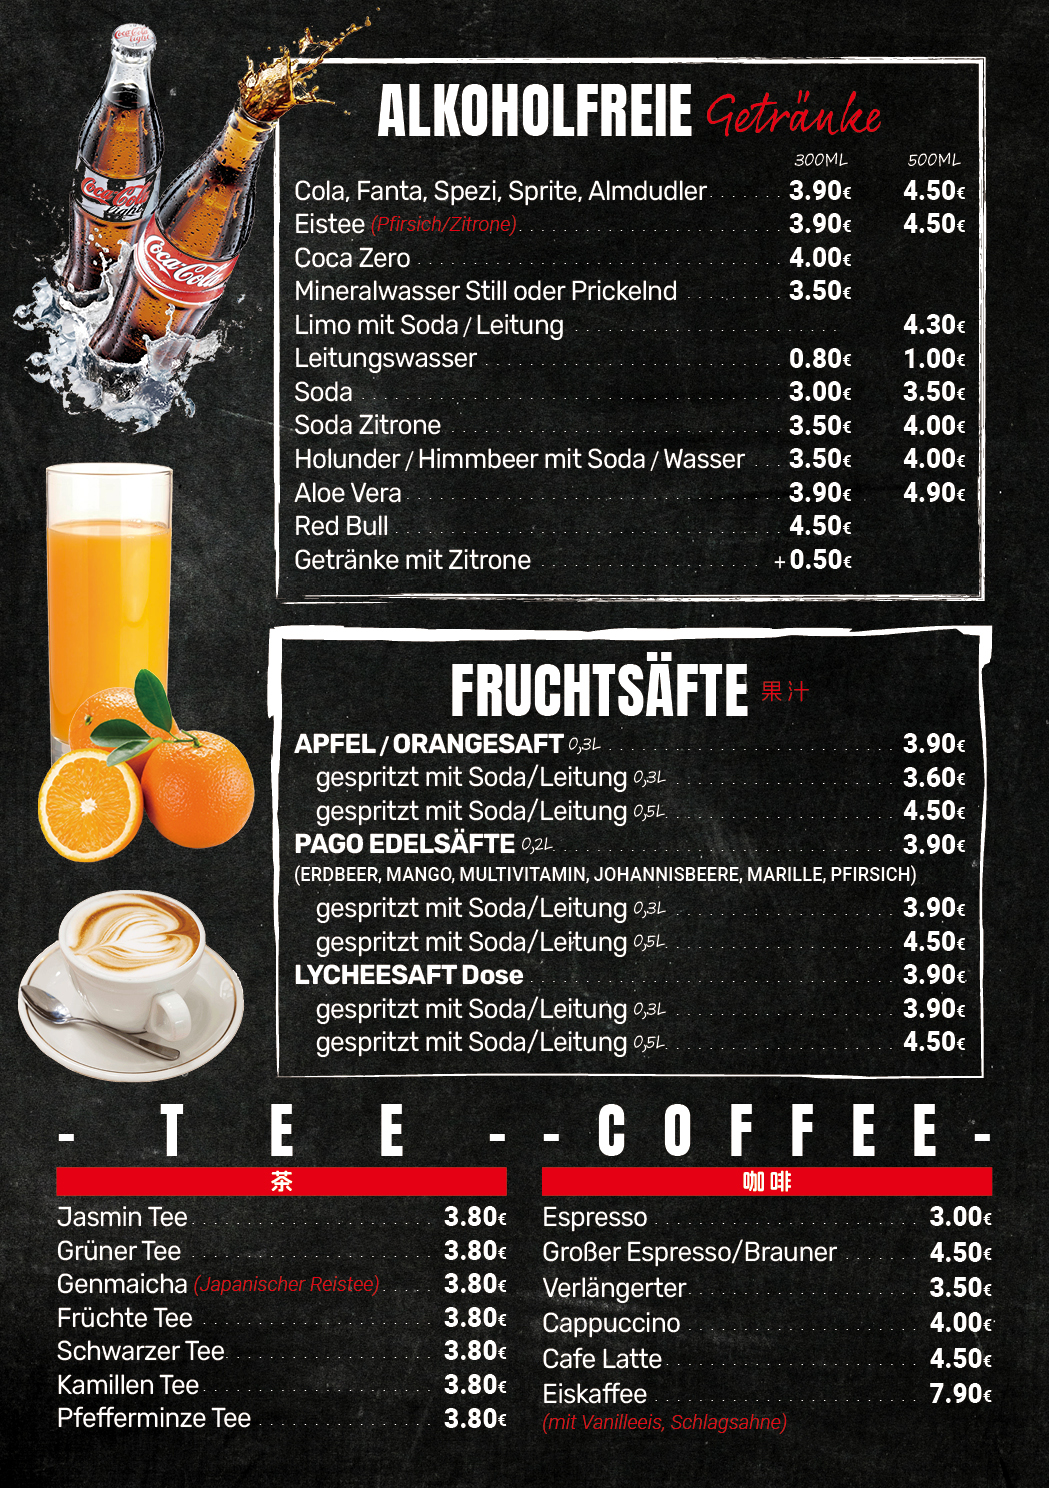 Coca-Cola
light
Coca-Cola
light
Coca-Cola
ALKOHOLFREIE Getränke
300ML 500ML
Cola, Fanta, Spezi, Sprite, Almdudler 3.90€ 4.50€
Eistee (Pfirsich/Zitrone) 3.90€ 4.50€
Coca Zero 4.00€
Mineralwasser Still oder Prickelnd 3.50€
Limo mit Soda / Leitung 4.30€
Leitungswasser 0.80€ 1.00€
Soda 3.00€ 3.50€
Soda Zitrone 3.50€ 4.00€
Holunder / Himmbeer mit Soda / Wasser 3.50€ 4.00€
Aloe Vera 3.90€ 4.90€
Red Bull 4.50€
Getränke mit Zitrone +0.50€
FRUCHTSÄFTE 果汁
APFEL / ORANGESAFT 0,3L 3.90€
gespritzt mit Soda/Leitung 0,3L 3.60€
gespritzt mit Soda/Leitung 0,5L 4.50€
PAGO EDELSÄFTE 0,2L 3.90€
(ERDBEER, MANGO, MULTIVITAMIN, JOHANNISBEERE, MARILLE, PFIRSICH)
gespritzt mit Soda/Leitung 0,3L 3.90€
gespritzt mit Soda/Leitung 0,5L 4.50€
LYCHEESAFT Dose 3.90€
gespritzt mit Soda/Leitung 0,3L 3.90€
gespritzt mit Soda/Leitung 0,5L 4.50€
- TEE -
茶
Jasmin Tee 3.80€
Grüner Tee 3.80€
Genmaicha (Japanischer Reistee) 3.80€
Früchte Tee 3.80€
Schwarzer Tee 3.80€
Kamillen Tee 3.80€
Pfefferminze Tee 3.80€
- COFFEE -
咖啡
Espresso 3.00€
Großer Espresso/Brauner 4.50€
Verlängerter 3.50€
Cappuccino 4.00€
Cafe Latte 4.50€
Eiskaffee 7.90€
(mit Vanilleeis, Schlagsahne)